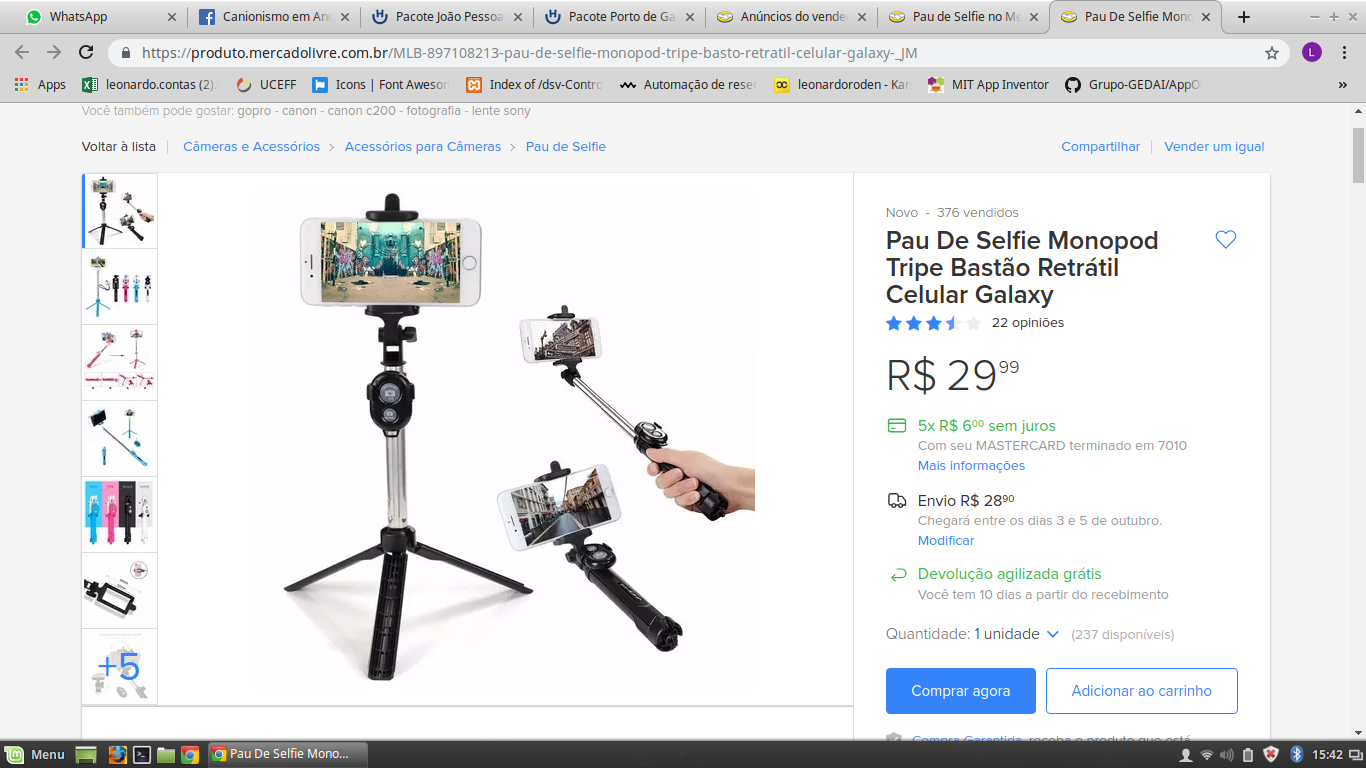 WhatsApp
Canionismo em An
Pacote João Pessoa
Pacote Porto de Ga
Anúncios do vende
Pau de Selfie no M
Pau De Selfie Mono
https://produto.mercadolivre.com.br/MLB-897108213-pau-de-selfie-monopod-tripe-basto-retratil-celular-galaxy-_JM
L
Apps
leonardo.contas (2).
UCEFF
Icons | Font Aweson
Index of /dsv-Contro
Automação de reser
leonardoroden - Kan
MIT App Inventor
Grupo-GEDAI/AppO
»
Você também pode gostar: gopro - canon - canon c200 - fotografia - lente sony
Voltar à lista
Câmeras e Acessórios > Acessórios para Câmeras > Pau de Selfie
Compartilhar
Vender um igual
+5
Novo - 376 vendidos
Pau De Selfie Monopod
Tripe Bastão Retrátil
Celular Galaxy
22 opiniões
R$ 29 99
5x R$ 6 00 sem juros
Com seu MASTERCARD terminado em 7010
Mais informações
Envio R$ 28 90
Chegará entre os dias 3 e 5 de outubro.
Modificar
Devolução agilizada grátis
Você tem 10 dias a partir do recebimento
Quantidade: 1 unidade (237 disponíveis)
Comprar agora
Adicionar ao carrinho
Compra Garantida, receba o produto que está
Menu
Pau De Selfie Mono...
15:42